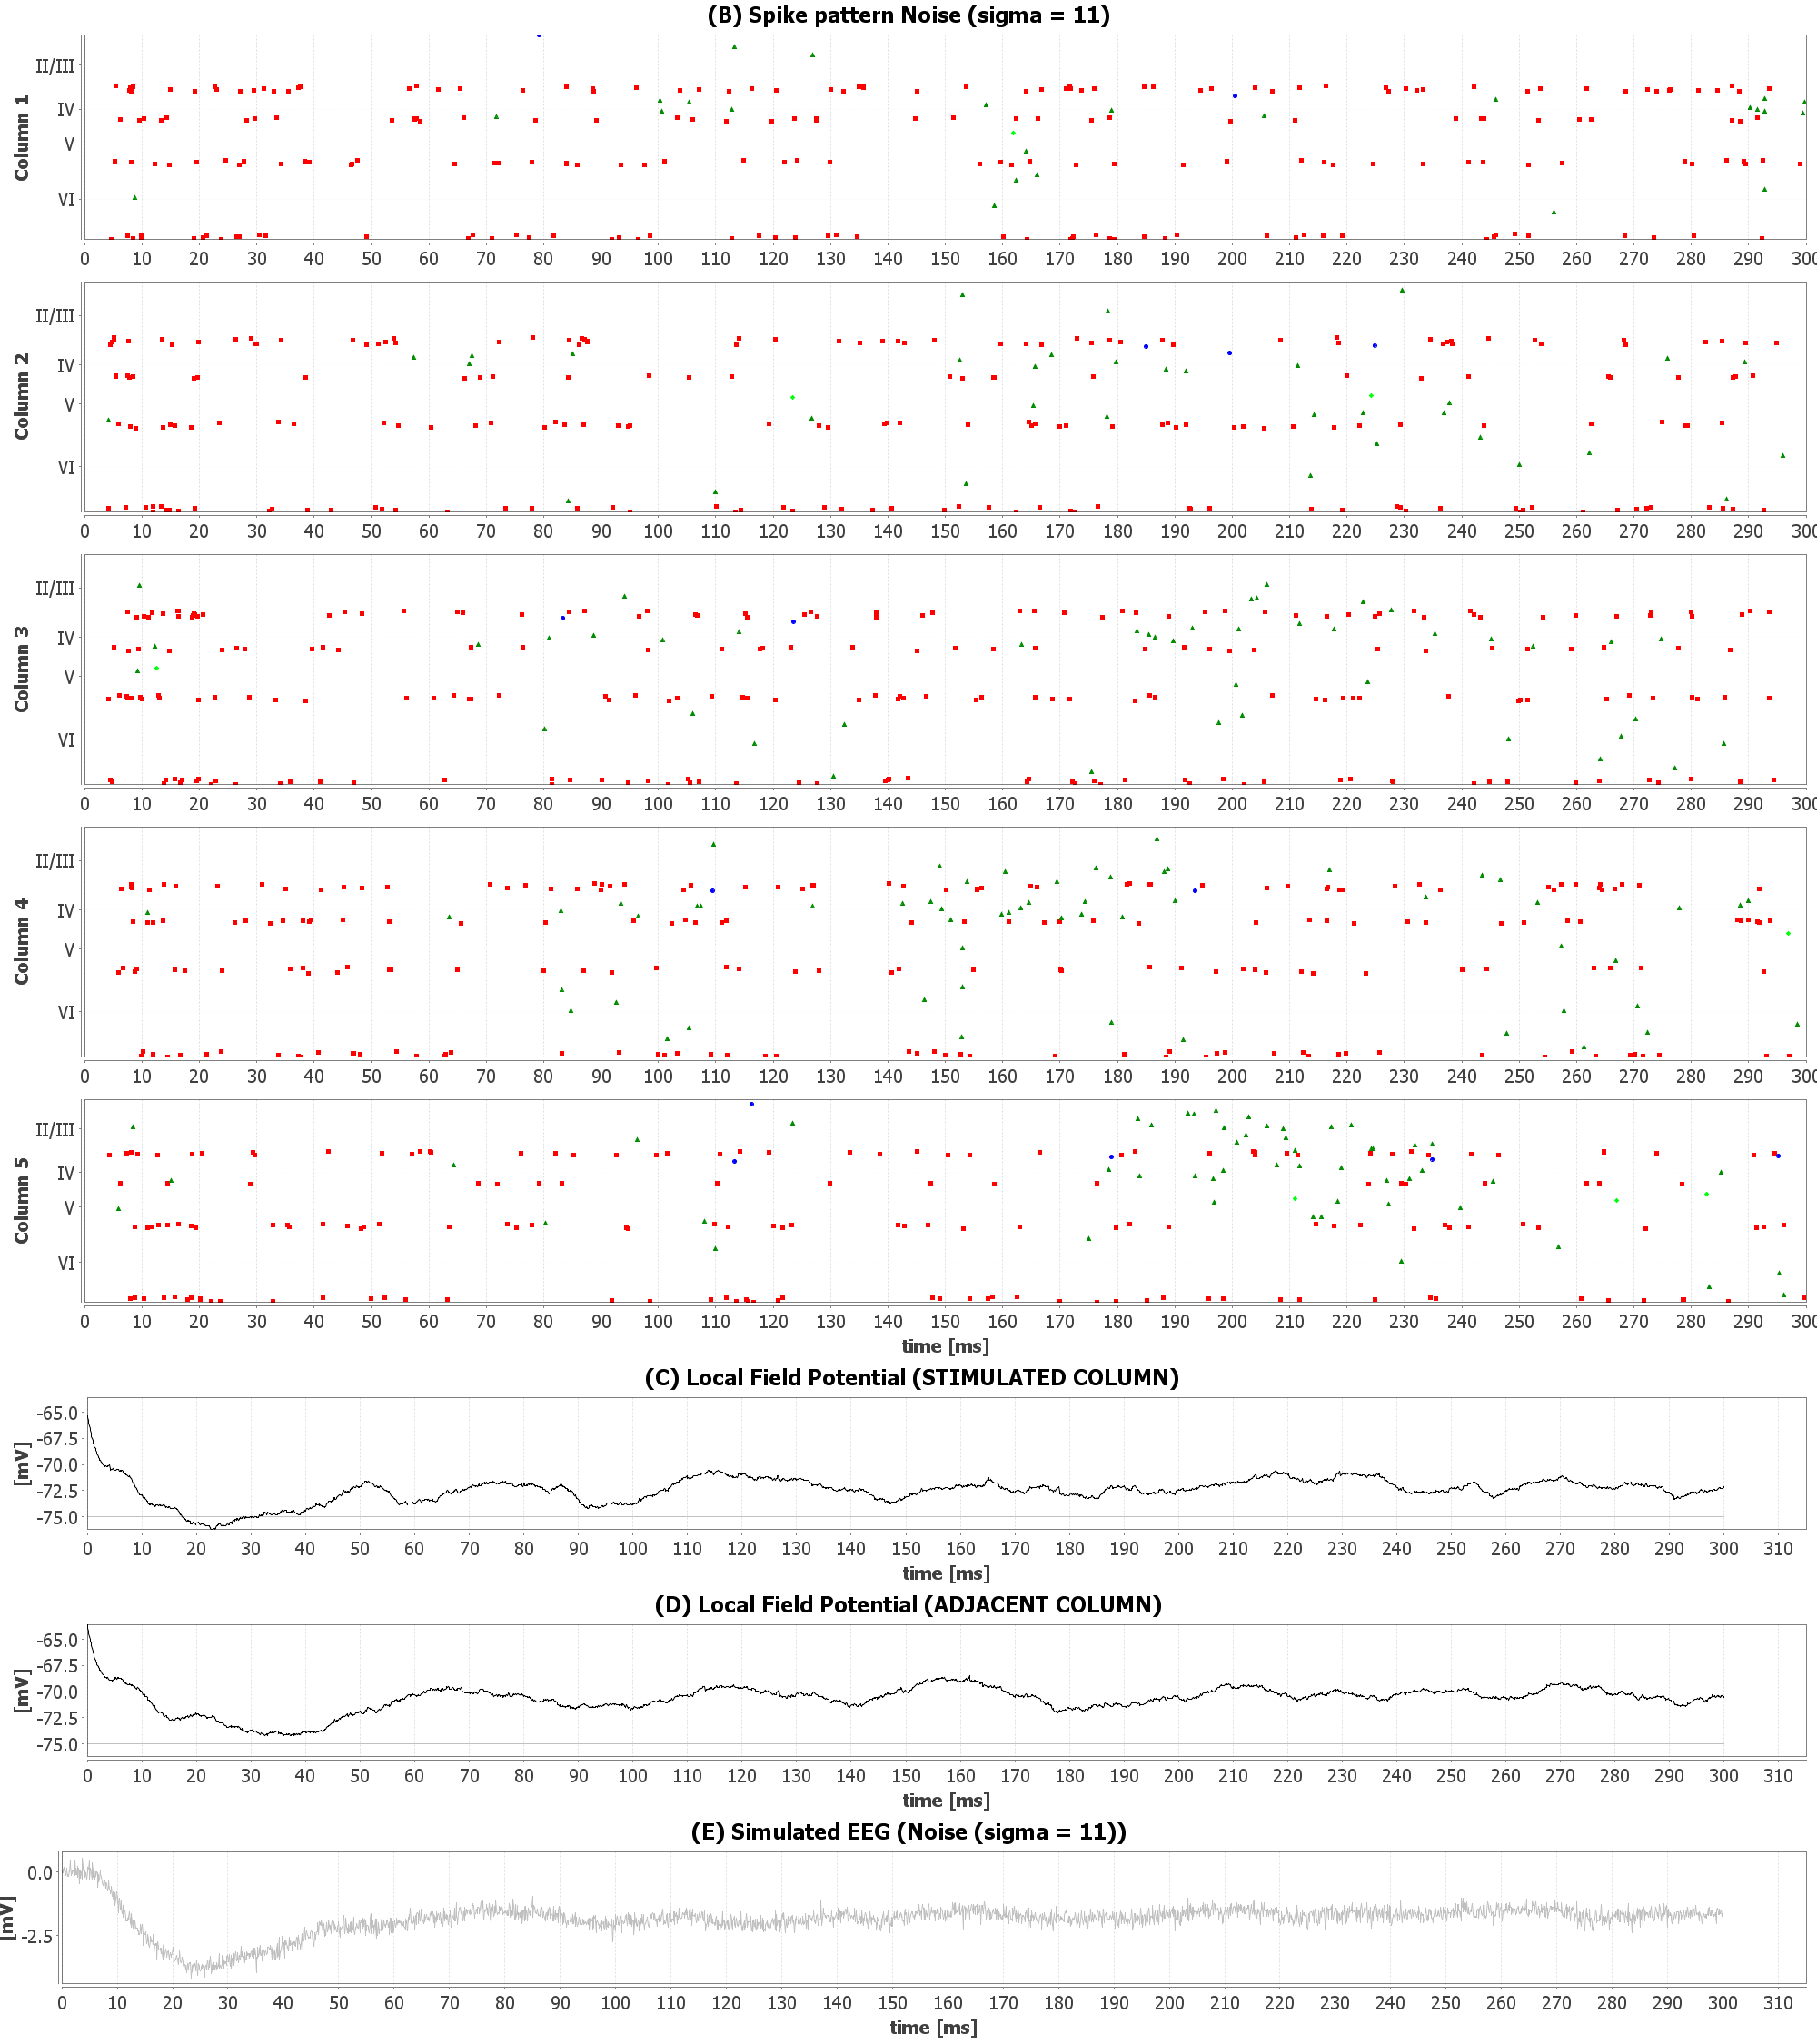 (B) Spike pattern Noise (sigma = 11)
Column 1
II/III
IV
V
VI
0 10 20 30 40 50 60 70 80 90 100 110 120 130 140 150 160 170 180 190 200 210 220 230 240 250 260 270 280 290 300
Column 2
II/III
IV
V
VI
0 10 20 30 40 50 60 70 80 90 100 110 120 130 140 150 160 170 180 190 200 210 220 230 240 250 260 270 280 290 300
Column 3
II/III
IV
V
VI
0 10 20 30 40 50 60 70 80 90 100 110 120 130 140 150 160 170 180 190 200 210 220 230 240 250 260 270 280 290 300
Column 4
II/III
IV
V
VI
0 10 20 30 40 50 60 70 80 90 100 110 120 130 140 150 160 170 180 190 200 210 220 230 240 250 260 270 280 290 300
Column 5
II/III
IV
V
VI
0 10 20 30 40 50 60 70 80 90 100 110 120 130 140 150 160 170 180 190 200 210 220 230 240 250 260 270 280 290 300
time [ms]
(C) Local Field Potential (STIMULATED COLUMN)
[mV]
-65.0
-67.5
-70.0
-72.5
-75.0
0 10 20 30 40 50 60 70 80 90 100 110 120 130 140 150 160 170 180 190 200 210 220 230 240 250 260 270 280 290 300 310
time [ms]
(D) Local Field Potential (ADJACENT COLUMN)
[mV]
-65.0
-67.5
-70.0
-72.5
-75.0
0 10 20 30 40 50 60 70 80 90 100 110 120 130 140 150 160 170 180 190 200 210 220 230 240 250 260 270 280 290 300 310
time [ms]
(E) Simulated EEG (Noise (sigma = 11))
[mV]
0.0
-2.5
0 10 20 30 40 50 60 70 80 90 100 110 120 130 140 150 160 170 180 190 200 210 220 230 240 250 260 270 280 290 300 310
time [ms]